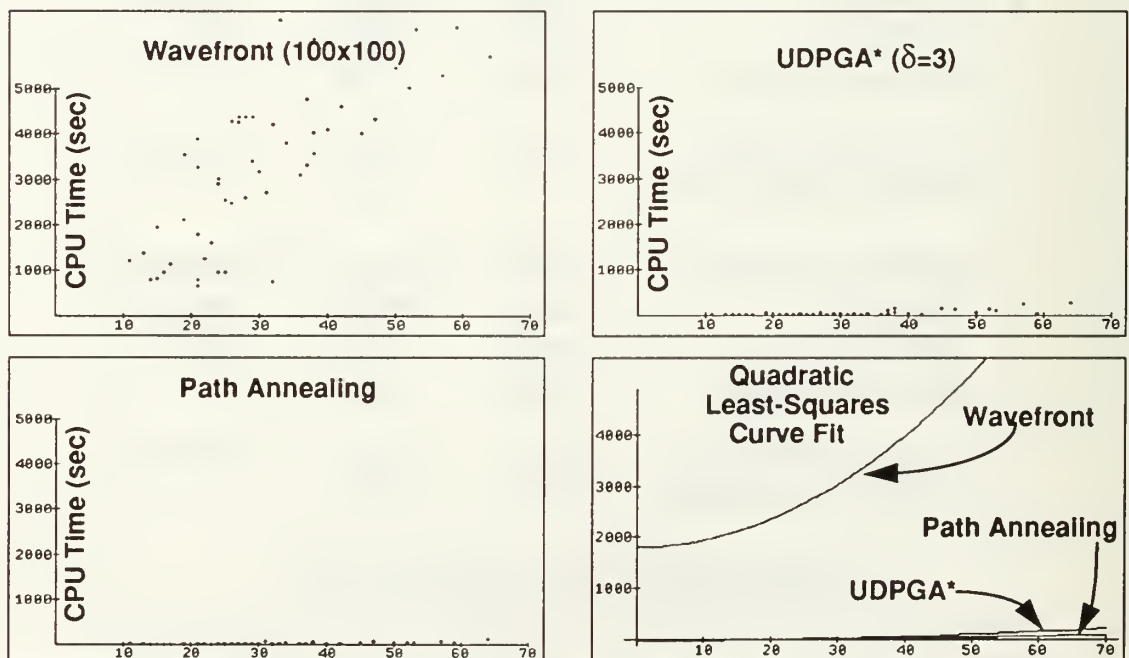 Wavefront (100x100)
CPU Time (sec)
5000
4000
3000
2000
1000
10 20 30 40 50 60 70
UDPGA* (δ=3)
CPU Time (sec)
5000
4000
3000
2000
1000
10 20 30 40 50 60 70
Path Annealing
CPU Time (sec)
5000
4000
3000
2000
1000
10 20 30 40 50 60 70
Quadratic
Least-Squares
Curve Fit
Wavefront
4000
3000
2000
1000
Path Annealing
UDPGA*
10 20 30 40 50 60 70